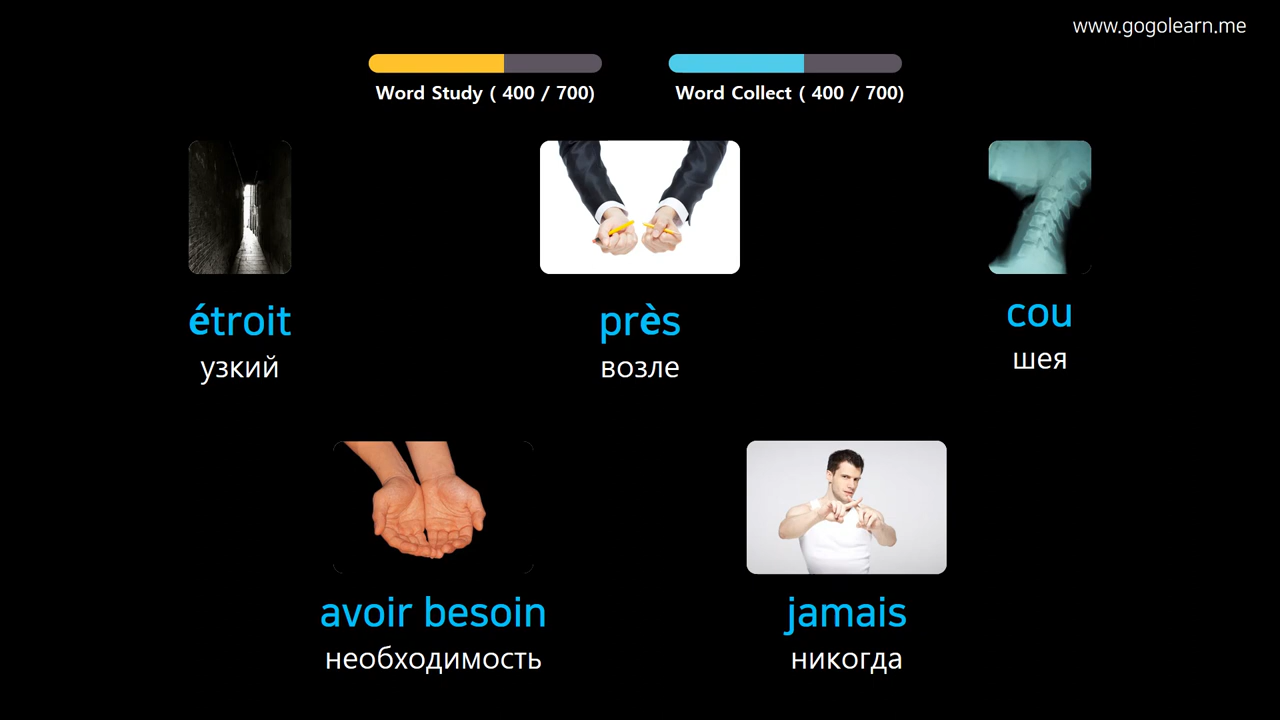 www.gogolearn.me
Word Study ( 400 / 700)
Word Collect ( 400 / 700)
étroit
узкий
près
возле
cou
шея
avoir besoin
необходимость
jamais
никогда